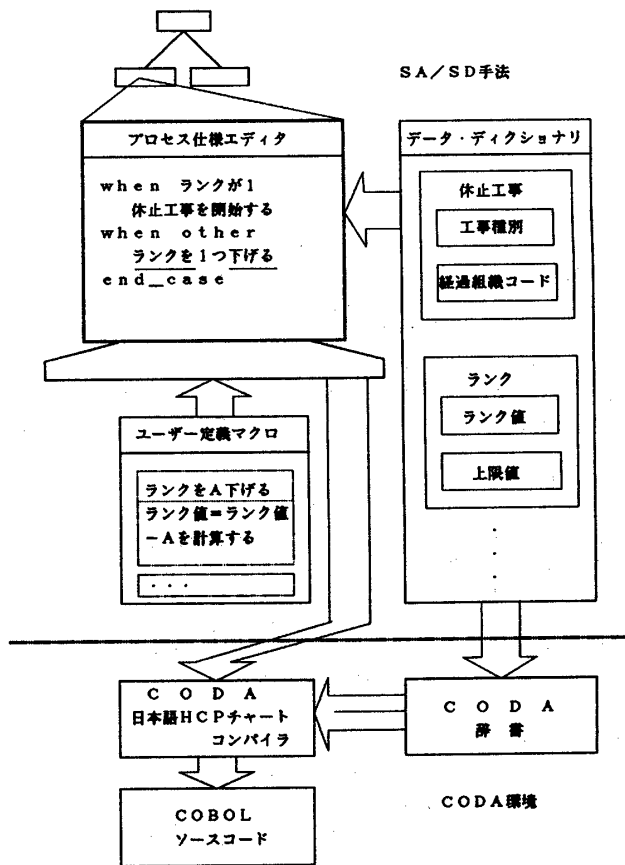 SA／SD手法
プロセス仕様エディタ
when ランクが1
休止工事を開始する
when other
ランクを1つ下げる
end_case
データ・ディクショナリ
休止工事
工事種別
経過組織コード
ランク
ランク値
上限値
・
・
・
ユーザー定義マクロ
ランクをA下げる
ランク値＝ランク値
－Aを計算する
・・・
CODA
日本語HCPチャート
コンパイラ
CODA
辞書
COBOL
ソースコード
CODA環境